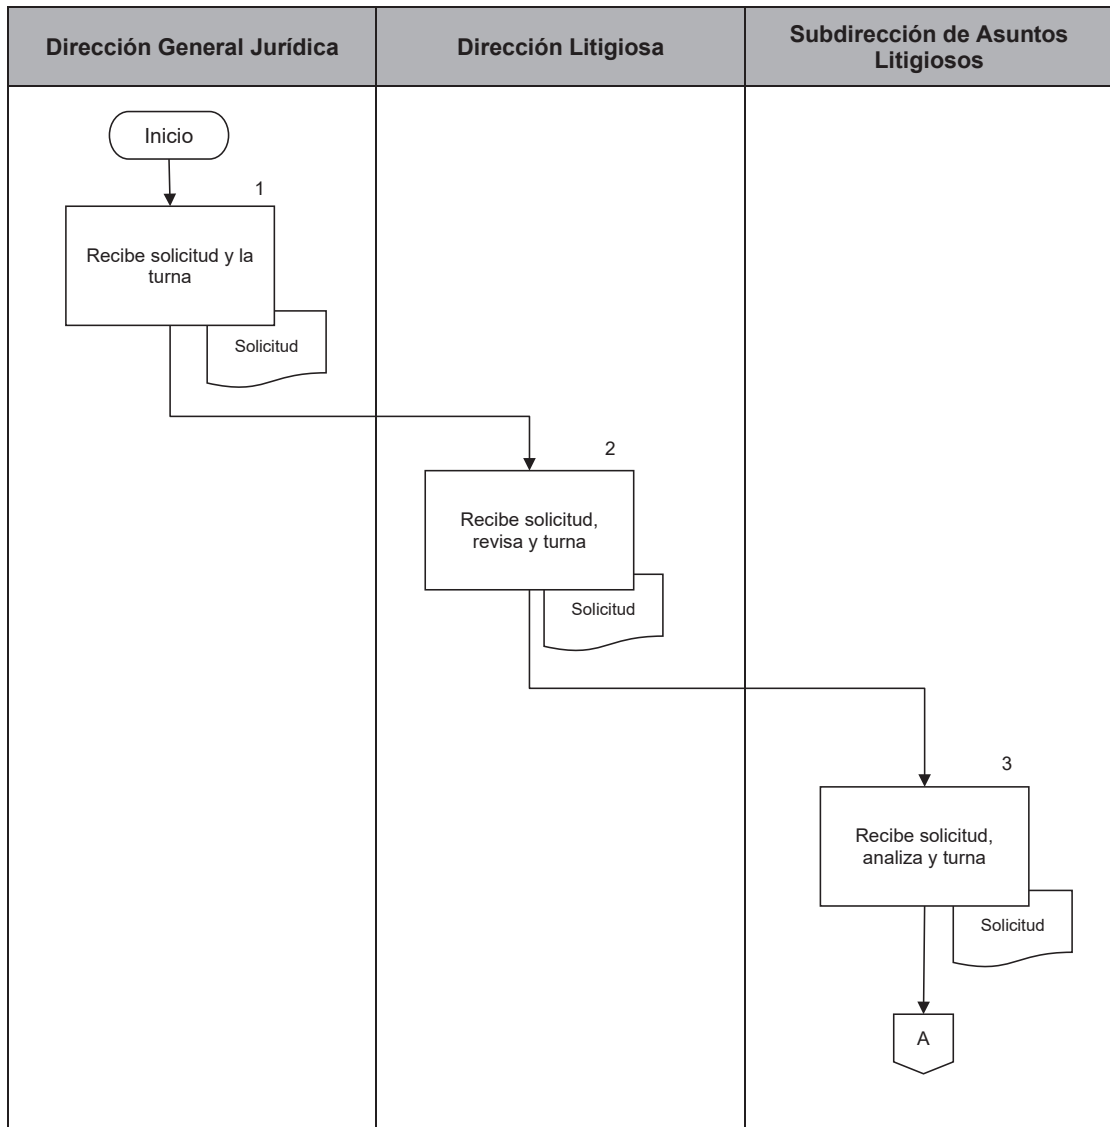 Dirección General Jurídica
Dirección Litigiosa
Subdirección de Asuntos
Litigiosos
Inicio
1
Recibe solicitud y la
turna
Solicitud
2
Recibe solicitud,
revisa y turna
Solicitud
3
Recibe solicitud,
analiza y turna
Solicitud
A